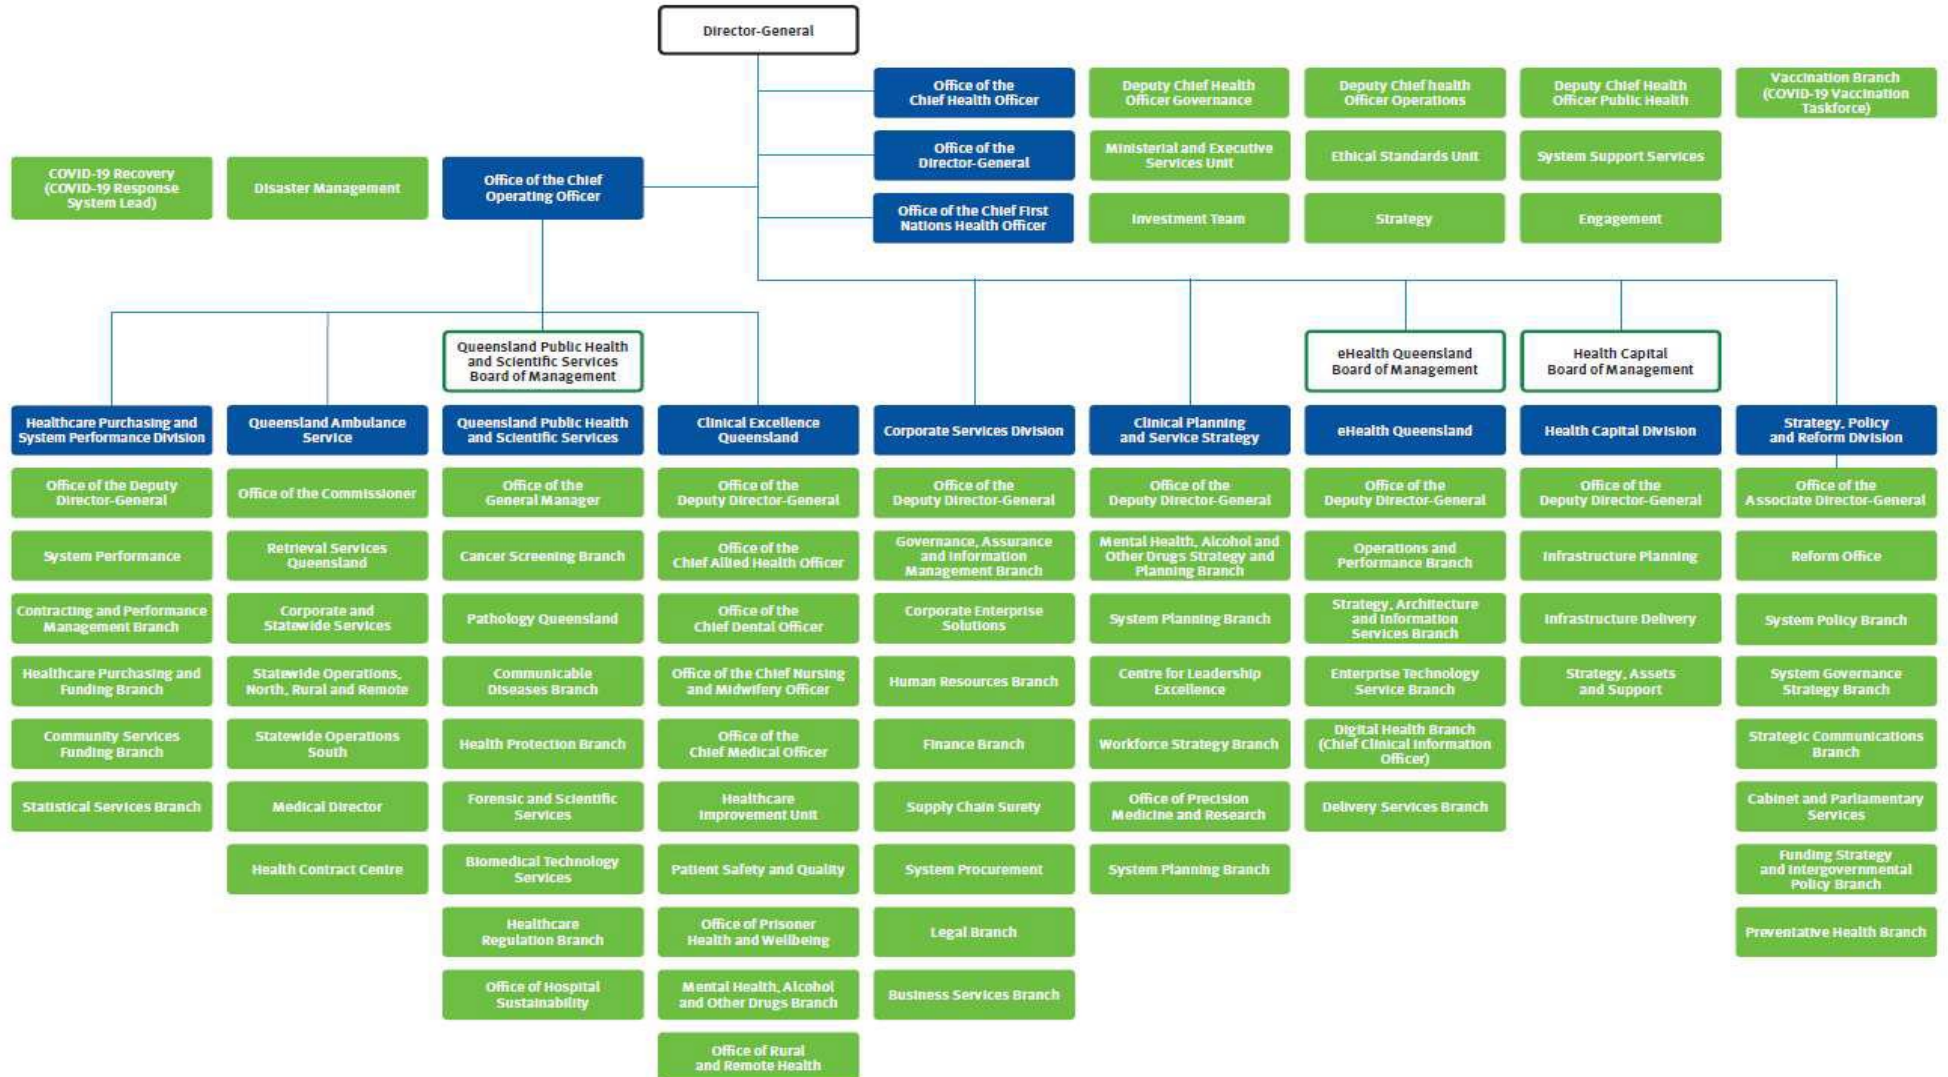 Director-General
Office of the
Chief Health Officer
Deputy Chief Health
Officer Governance
Deputy Chief health
Officer Operations
Deputy Chief Health
Officer Public Health
Vaccination Branch
(COVID-19 Vaccination
Taskforce)
Office of the
Director-General
Ministerial and Executive
Services Unit
Ethical Standards Unit
System Support Services
COVID-19 Recovery
(COVID-19 Response
System Lead)
Disaster Management
Office of the Chief
Operating Officer
Office of the Chief First
Nations Health Officer
Investment Team
Strategy
Engagement
Queensland Public Health
and Scientific Services
Board of Management
eHealth Queensland
Board of Management
Health Capital
Board of Management
Healthcare Purchasing and
System Performance Division
Queensland Ambulance
Service
Queensland Public Health
and Scientific Services
Clinical Excellence
Queensland
Corporate Services Division
Clinical Planning
and Service Strategy
eHealth Queensland
Health Capital Division
Strategy, Policy
and Reform Division
Office of the Deputy
Director-General
Office of the Commissioner
Office of the
General Manager
Office of the
Deputy Director-General
Office of the
Deputy Director-General
Office of the
Deputy Director-General
Office of the
Deputy Director-General
Office of the
Deputy Director-General
Office of the
Associate Director-General
System Performance
Retrieval Services
Queensland
Cancer Screening Branch
Office of the
Chief Allied Health Officer
Governance, Assurance
and Information
Management Branch
Mental Health, Alcohol and
Other Drugs Strategy and
Planning Branch
Operations and
Performance Branch
Infrastructure Planning
Reform Office
Contracting and Performance
Management Branch
Corporate and
Statewide Services
Pathology Queensland
Office of the
Chief Dental Officer
Corporate Enterprise
Solutions
System Planning Branch
Strategy, Architecture
and Information
Services Branch
Infrastructure Delivery
System Policy Branch
Healthcare Purchasing and
Funding Branch
Statewide Operations,
North, Rural and Remote
Communicable
Diseases Branch
Office of the Chief Nursing
and Midwifery Officer
Human Resources Branch
Centre for Leadership
Excellence
Enterprise Technology
Service Branch
Strategy, Assets
and Support
System Governance
Strategy Branch
Community Services
Funding Branch
Statewide Operations
South
Health Protection Branch
Office of the
Chief Medical Officer
Finance Branch
Workforce Strategy Branch
Digital Health Branch
(Chief Clinical Information
Officer)
Strategic Communications
Branch
Statistical Services Branch
Medical Director
Forensic and Scientific
Services
Healthcare
Improvement Unit
Supply Chain Surety
Office of Precision
Medicine and Research
Delivery Services Branch
Cabinet and Parliamentary
Services
Health Contract Centre
Biomedical Technology
Services
Patient Safety and Quality
System Procurement
System Planning Branch
Funding Strategy
and Intergovernmental
Policy Branch
Healthcare
Regulation Branch
Office of Prisoner
Health and Wellbeing
Legal Branch
Preventative Health Branch
Office of Hospital
Sustainability
Mental Health, Alcohol
and Other Drugs Branch
Business Services Branch
Office of Rural
and Remote Health